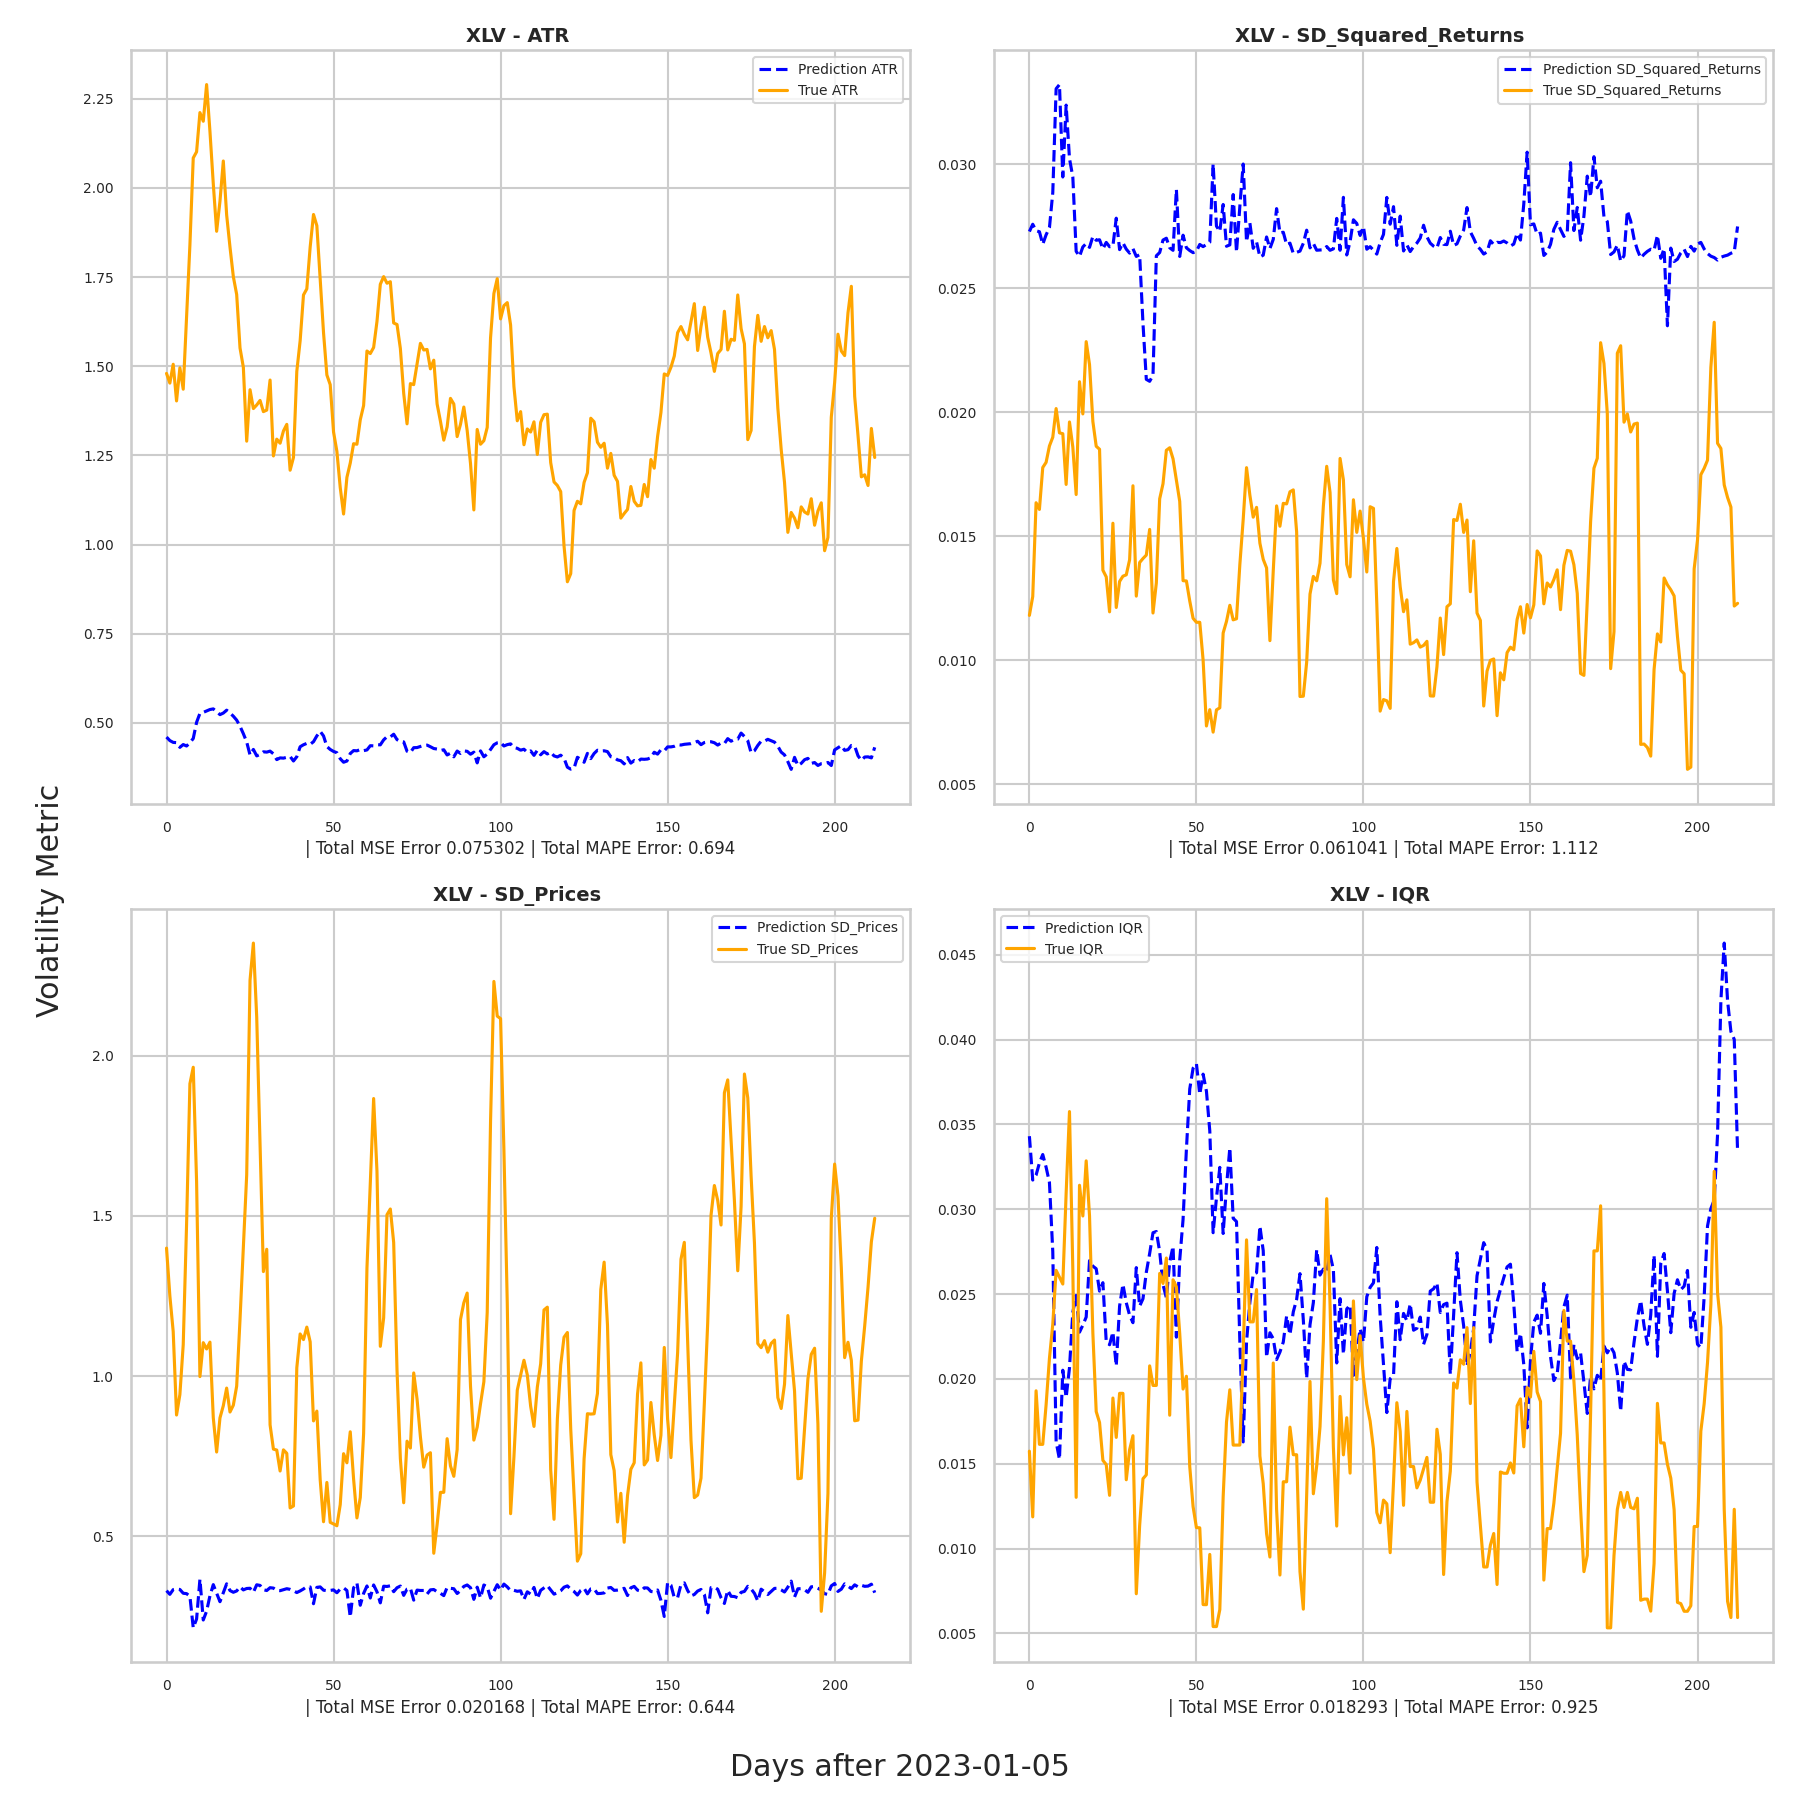 XLV - ATR
Prediction ATR
True ATR
2.25
2.00
1.75
1.50
1.25
1.00
0.75
0.50
0
50
100
150
200
| Total MSE Error 0.075302 | Total MAPE Error: 0.694
XLV - SD_Squared_Returns
Prediction SD_Squared_Returns
True SD_Squared_Returns
0.030
0.025
0.020
0.015
0.010
0.005
0
50
100
150
200
| Total MSE Error 0.061041 | Total MAPE Error: 1.112
Volatility Metric
XLV - SD_Prices
Prediction SD_Prices
True SD_Prices
2.0
1.5
1.0
0.5
0
50
100
150
200
| Total MSE Error 0.020168 | Total MAPE Error: 0.644
XLV - IQR
Prediction IQR
True IQR
0.045
0.040
0.035
0.030
0.025
0.020
0.015
0.010
0.005
0
50
100
150
200
| Total MSE Error 0.018293 | Total MAPE Error: 0.925
Days after 2023-01-05